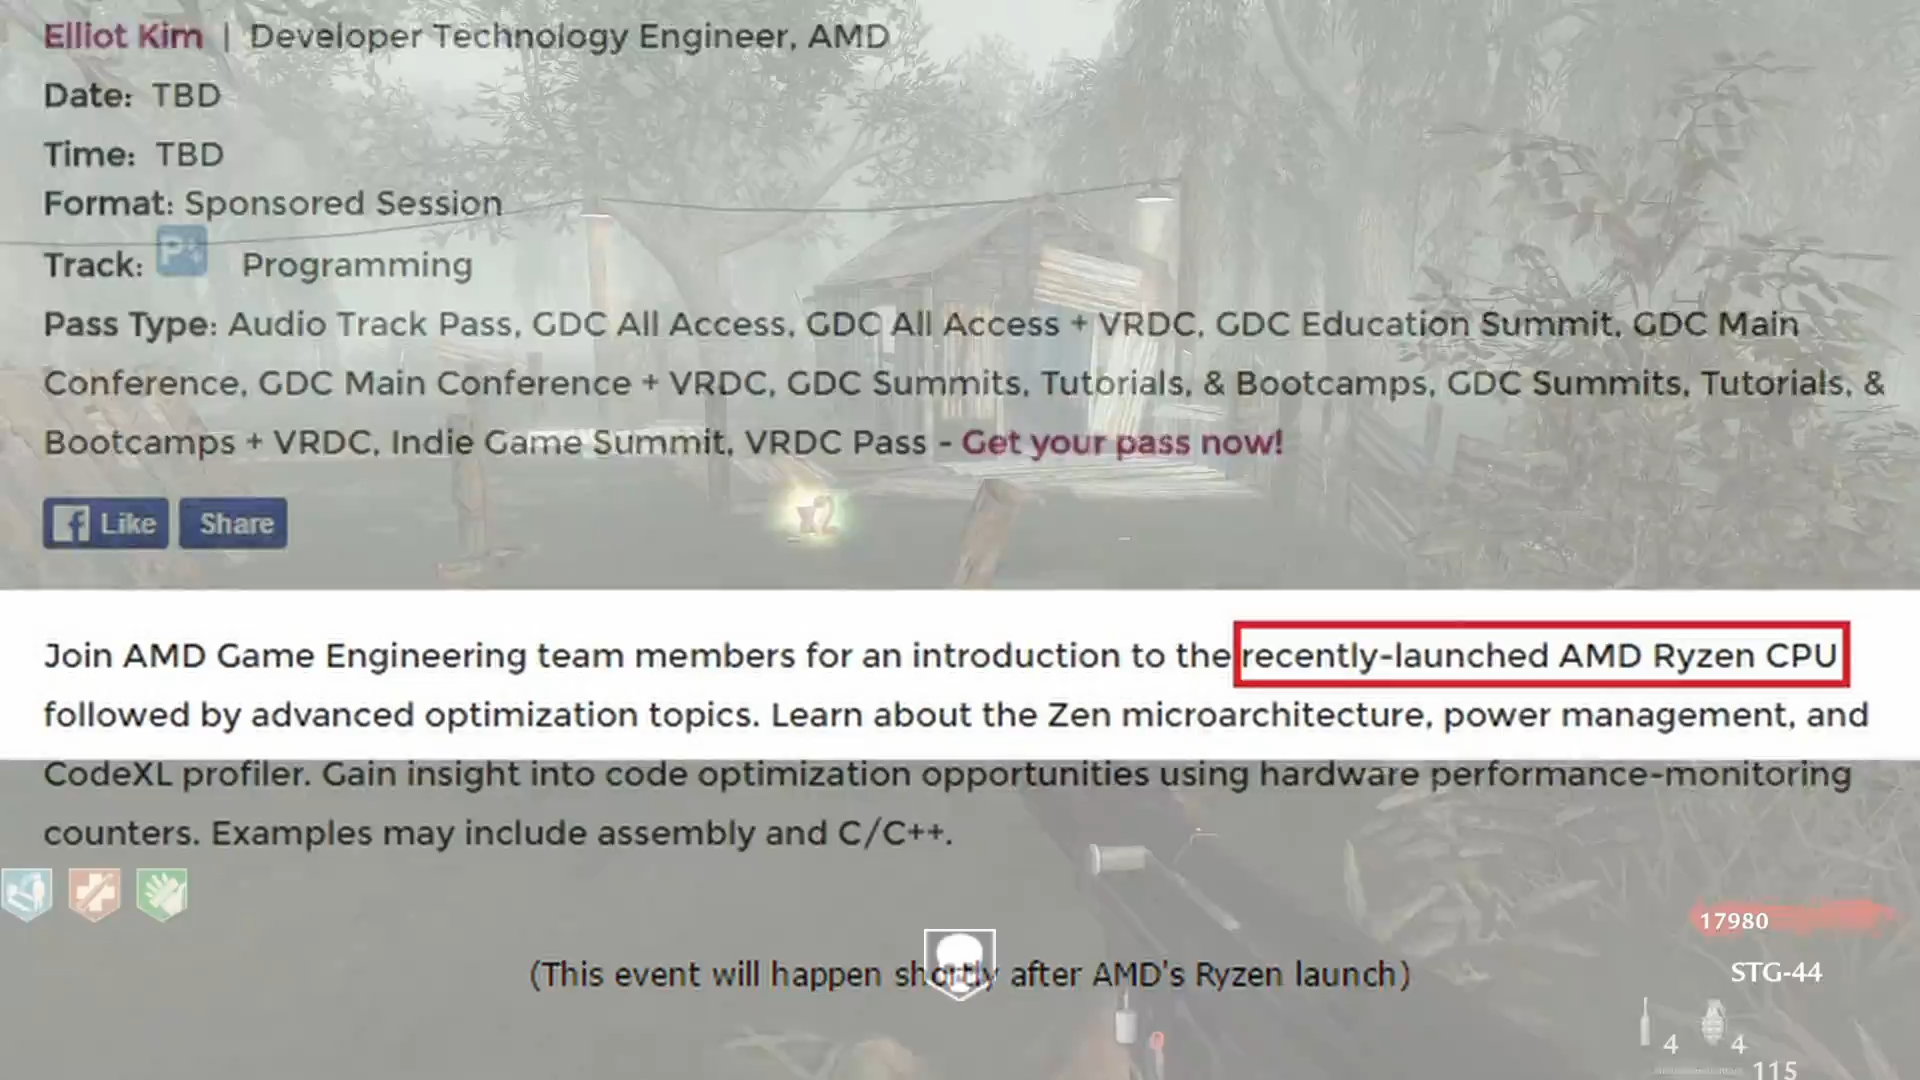 Elliot Kim | Developer Technology Engineer, AMD
Date: TBD
Time: TBD
Format: Sponsored Session
Track: P++ Programming
Pass Type: Audio Track Pass, GDC All Access, GDC All Access + VRDC, GDC Education Summit, GDC Main
Conference, GDC Main Conference + VRDC, GDC Summits, Tutorials, & Bootcamps, GDC Summits, Tutorials, &
Bootcamps + VRDC, Indie Game Summit, VRDC Pass - Get your pass now!
f Like Share
x2
Join AMD Game Engineering team members for an introduction to the recently-launched AMD Ryzen CPU
followed by advanced optimization topics. Learn about the Zen microarchitecture, power management, and
CodeXL profiler. Gain insight into code optimization opportunities using hardware performance-monitoring
counters. Examples may include assembly and C/C++.
17980
(This event will happen shortly after AMD's Ryzen launch)
STG-44
4 4
115